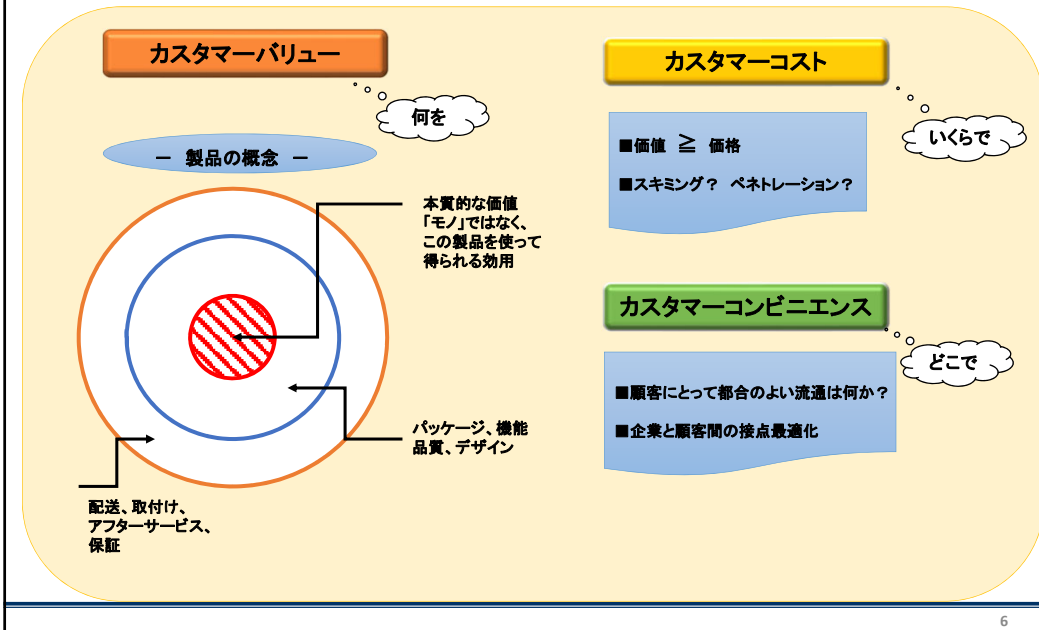 カスタマーバリュー
何を
－ 製品の概念 －
本質的な価値
「モノ」ではなく、
この製品を使って
得られる効用
パッケージ、機能
品質、デザイン
配送、取付け、
アフターサービス、
保証
カスタマーコスト
いくらで
■価値 ≧ 価格
■スキミング？ ペネトレーション？
カスタマーコンビニエンス
どこで
■顧客にとって都合のよい流通は何か？
■企業と顧客間の接点最適化
6